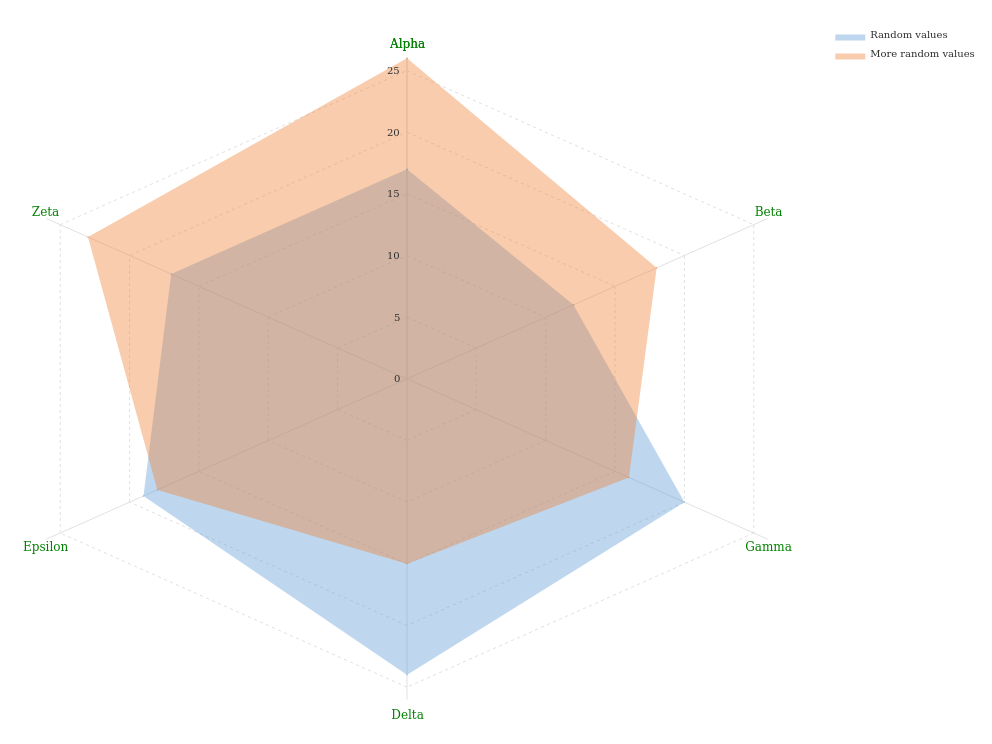 Random values
More random values
Alpha
25
20
15
10
5
0
Zeta
Beta
Epsilon
Gamma
Delta